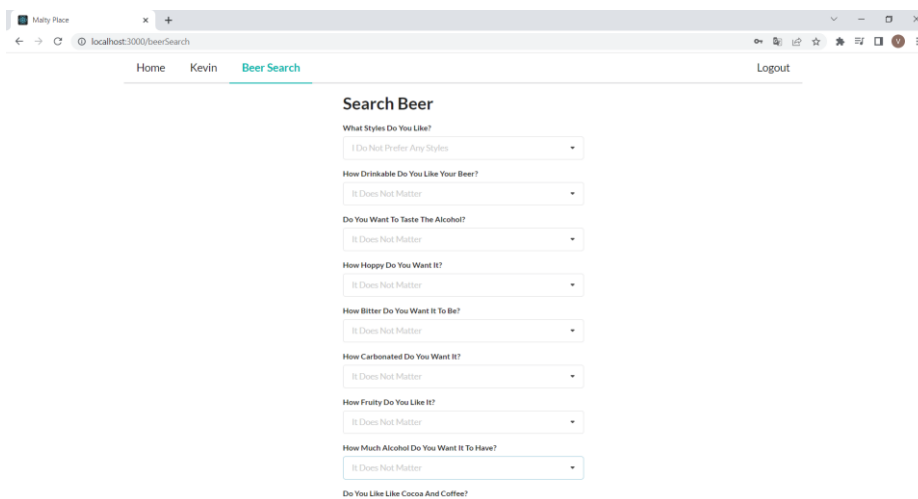 Malty Place
localhost:3000/beerSearch
V
Home Kevin Beer Search Logout
Search Beer
What Styles Do You Like?
I Do Not Prefer Any Styles
How Drinkable Do You Like Your Beer?
It Does Not Matter
Do You Want To Taste The Alcohol?
It Does Not Matter
How Hoppy Do You Want It?
It Does Not Matter
How Bitter Do You Want It To Be?
It Does Not Matter
How Carbonated Do You Want It?
It Does Not Matter
How Fruity Do You Like It?
It Does Not Matter
How Much Alcohol Do You Want It To Have?
It Does Not Matter
Do You Like Like Cocoa And Coffee?